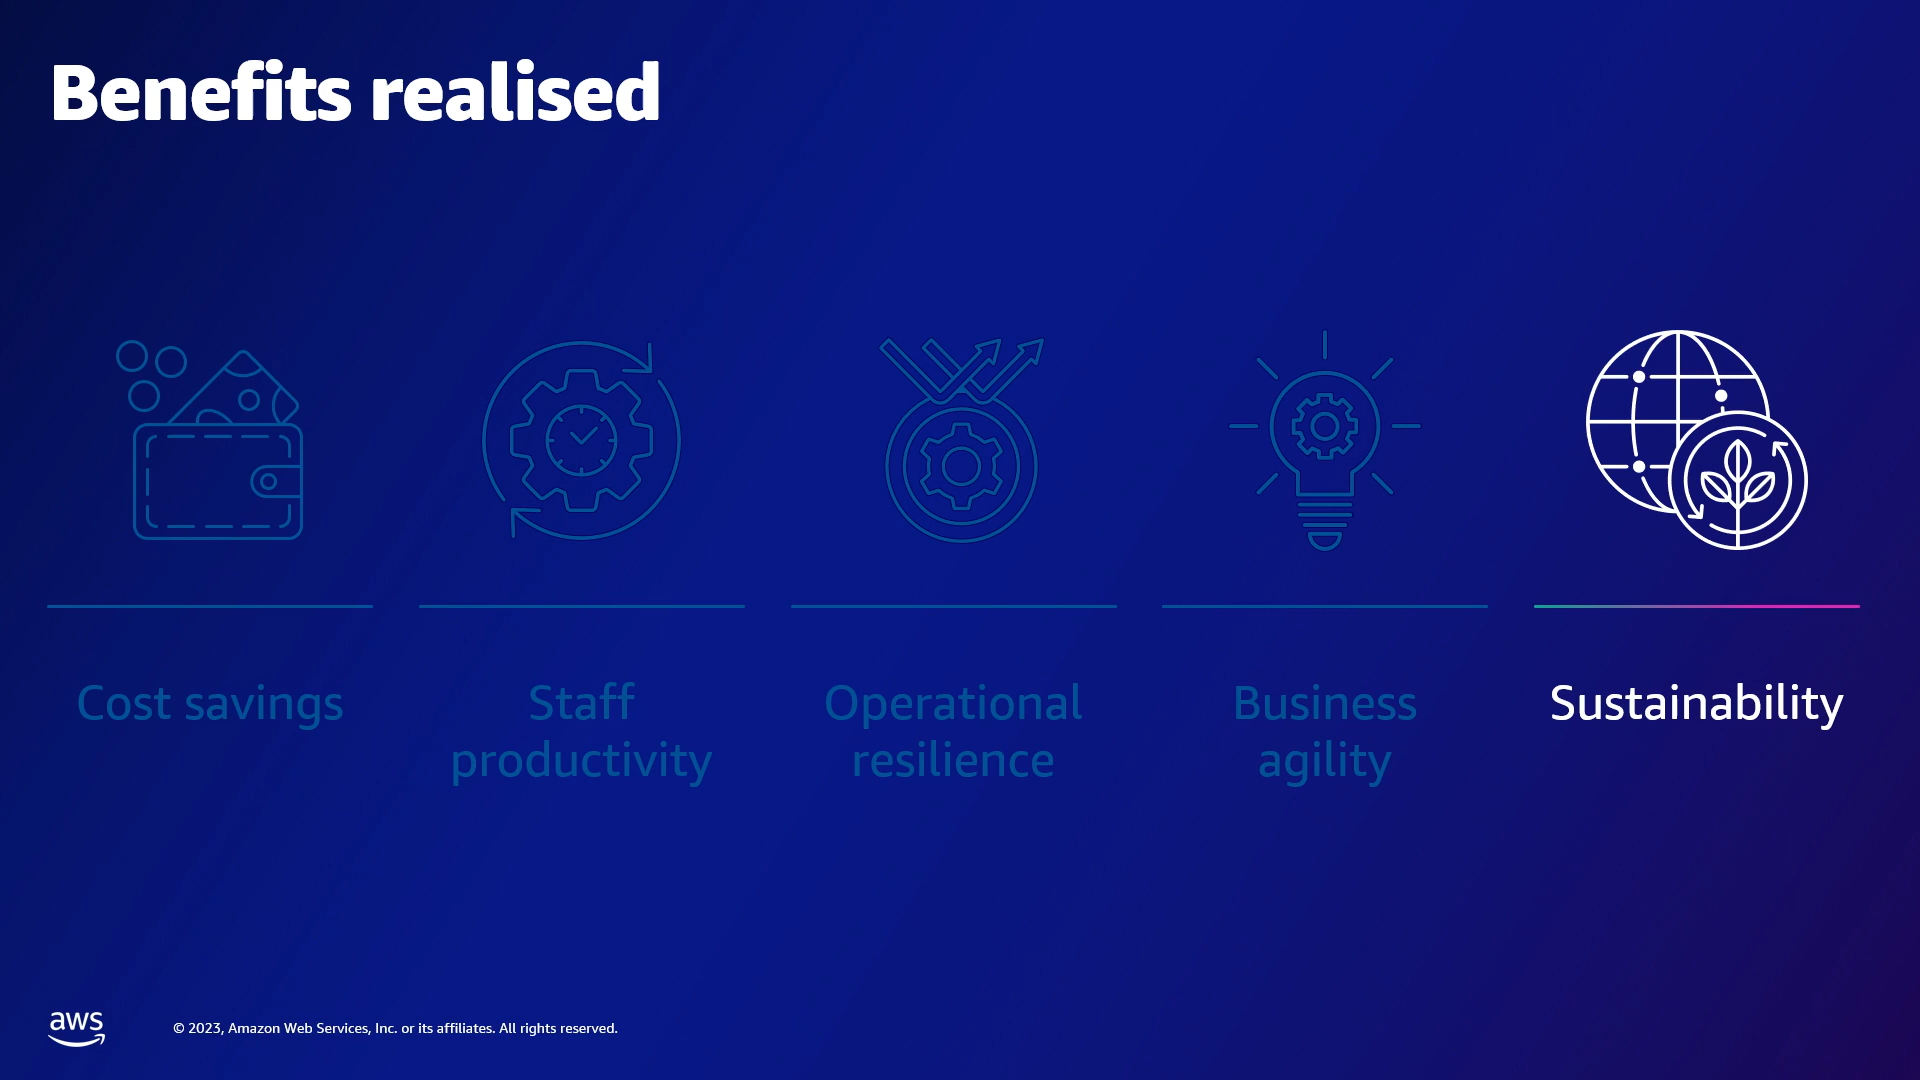 Benefits realised
Cost savings
Staff
productivity
Operational
resilience
Business
agility
Sustainability
aws
© 2023, Amazon Web Services, Inc. or its affiliates. All rights reserved.